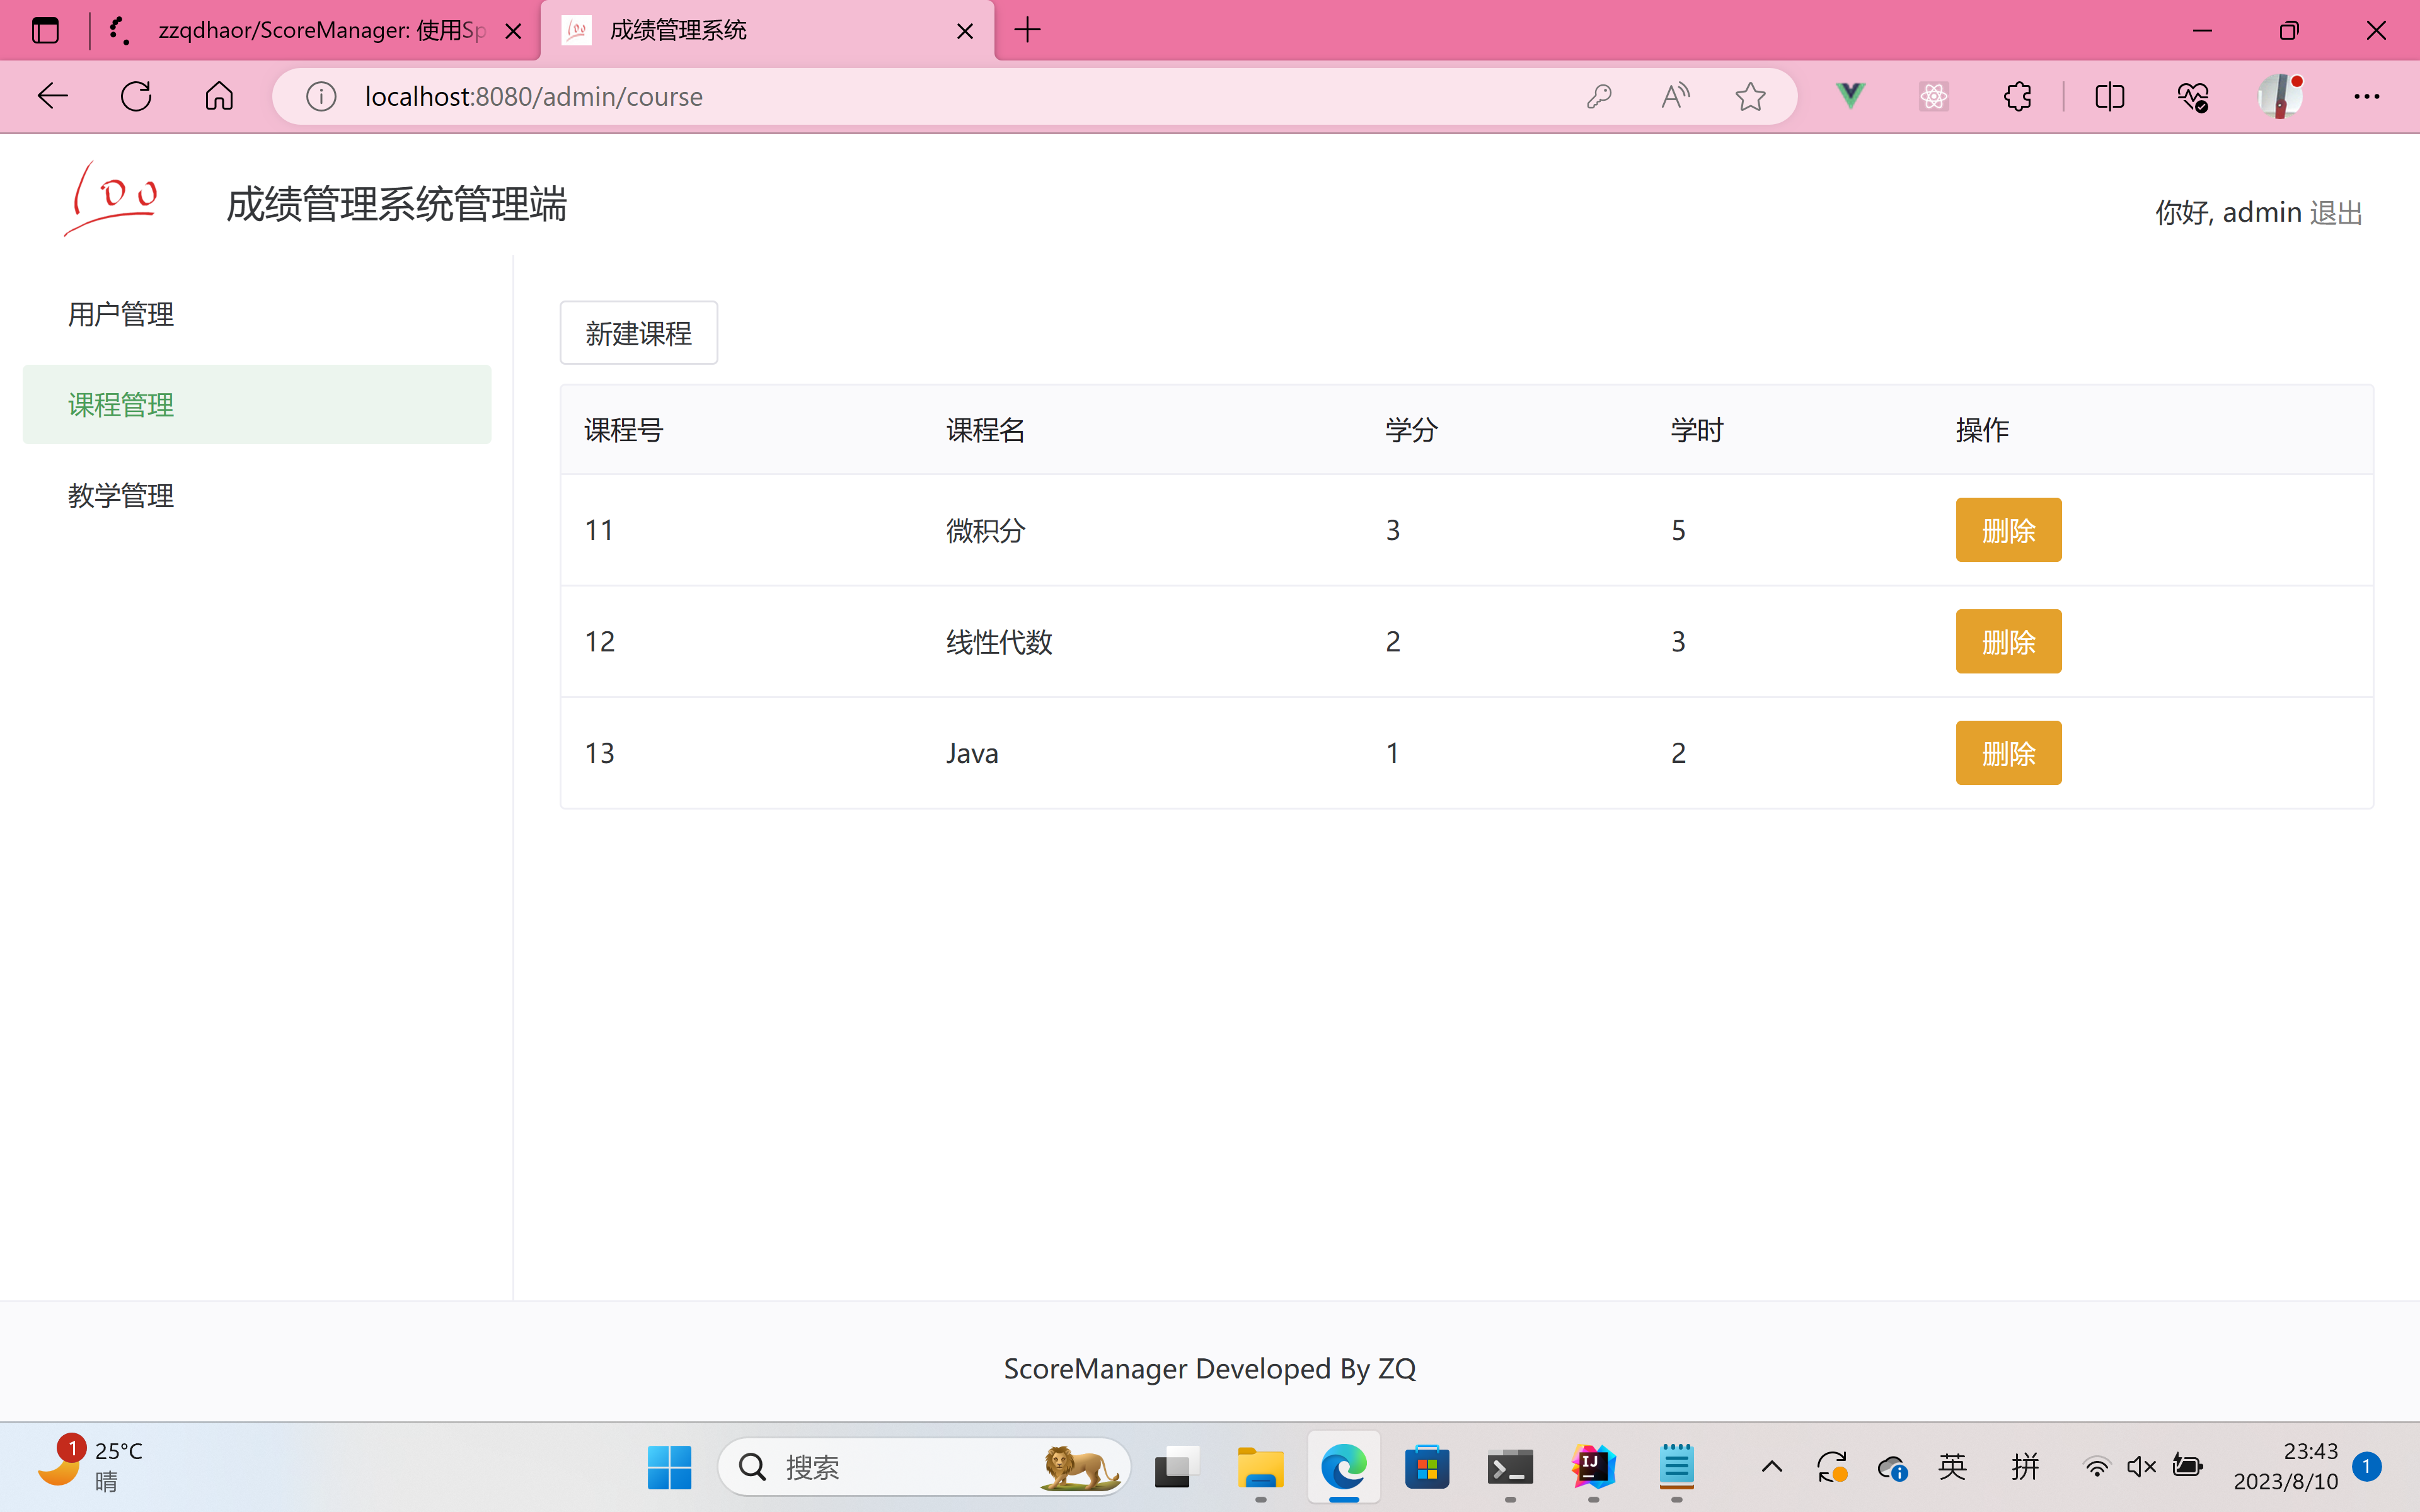 zzqdhaor/ScoreManager: 使用Sp
成绩管理系统
localhost:8080/admin/course
100
成绩管理系统管理端
你好, admin 退出
用户管理
课程管理
教学管理
新建课程
课程号 课程名 学分 学时 操作
11 微积分 3 5 删除
12 线性代数 2 3 删除
13 Java 1 2 删除
ScoreManager Developed By ZQ
1
25°C
晴
搜索
IJ
英
拼
23:43
2023/8/10
1